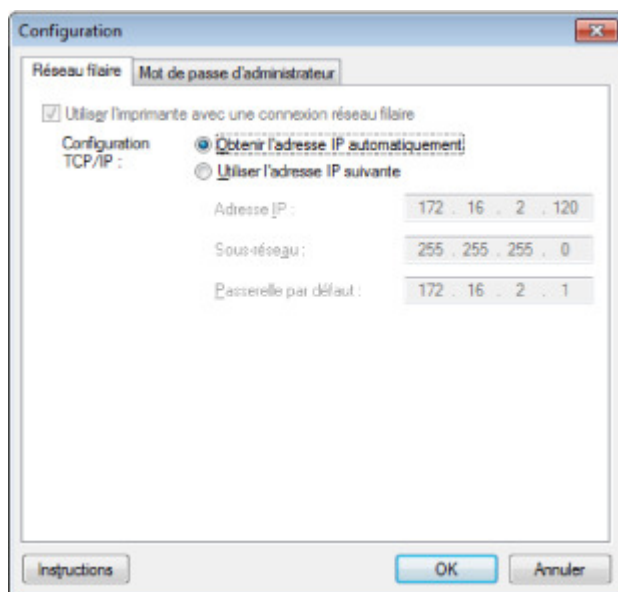 Configuration
Réseau filaire Mot de passe d'administrateur
Utiliser l'imprimante avec une connexion réseau filaire
Configuration TCP/IP :
Obtenir l'adresse IP automatiquement
Utiliser l'adresse IP suivante
Adresse IP : 172 . 16 . 2 . 120
Sous-réseau : 255 . 255 . 255 . 0
Passerelle par défaut : 172 . 16 . 2 . 1
Instructions OK Annuler